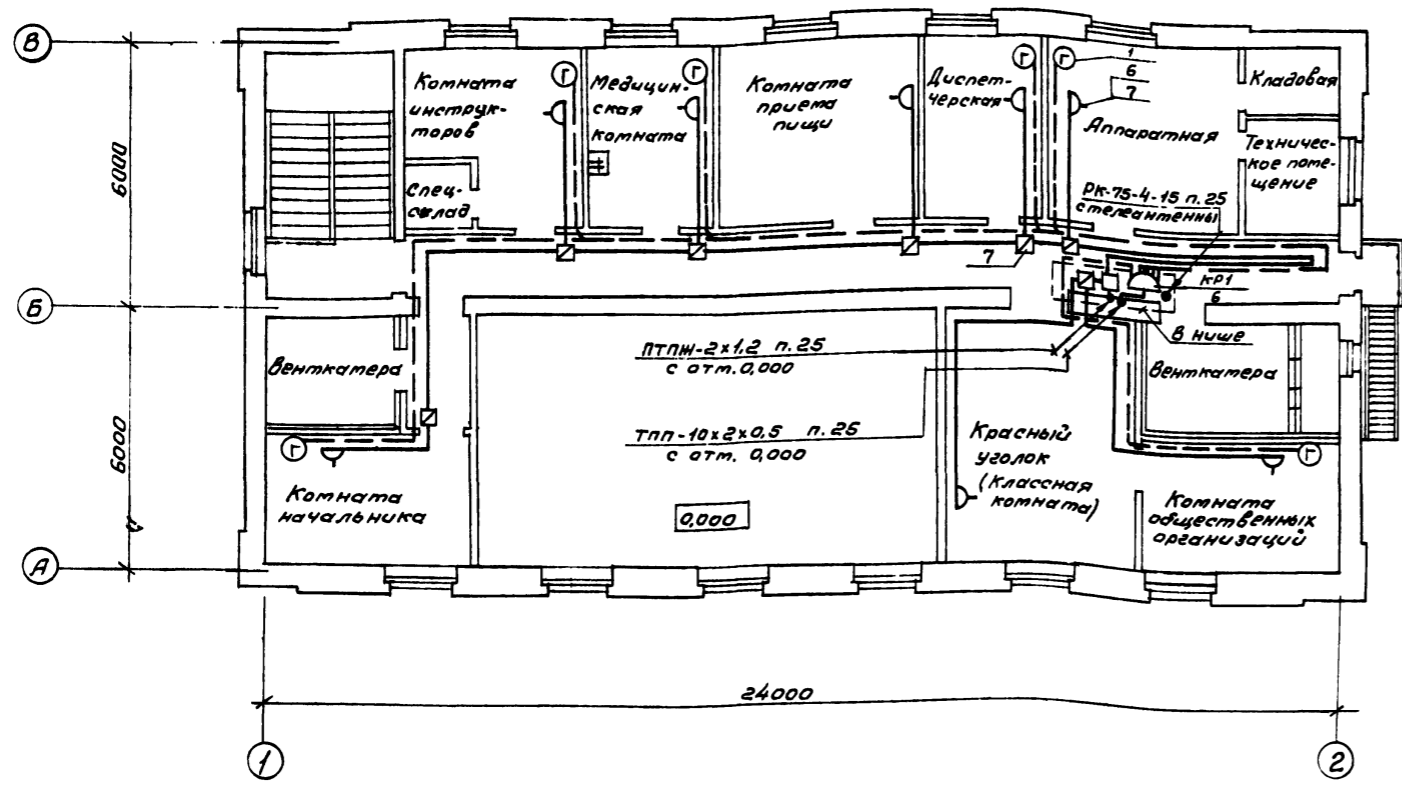 В
Б
А
6000
6000
24000
1
2
Комната
инструк-
торов
Спец-
склад
Г
Медицин-
ская
комната
Г
Комната
приема
пищи
Диспет-
черская
Г
Г
1
6
7
Аппаратная
Кладовая
Техничес-
кое поме-
щение
РК-75-4-15 п.25
с телеантенны
7
КР1
6
В нише
Венткамера
Венткамера
ПТПЖ-2х1,2 п.25
с отм. 0,000
ТПП-10х2х0,5 п.25
с отм. 0,000
0,000
Г
Комната
начальника
Красный
уголок
(классная
комната)
Г
Комната
общественных
организаций